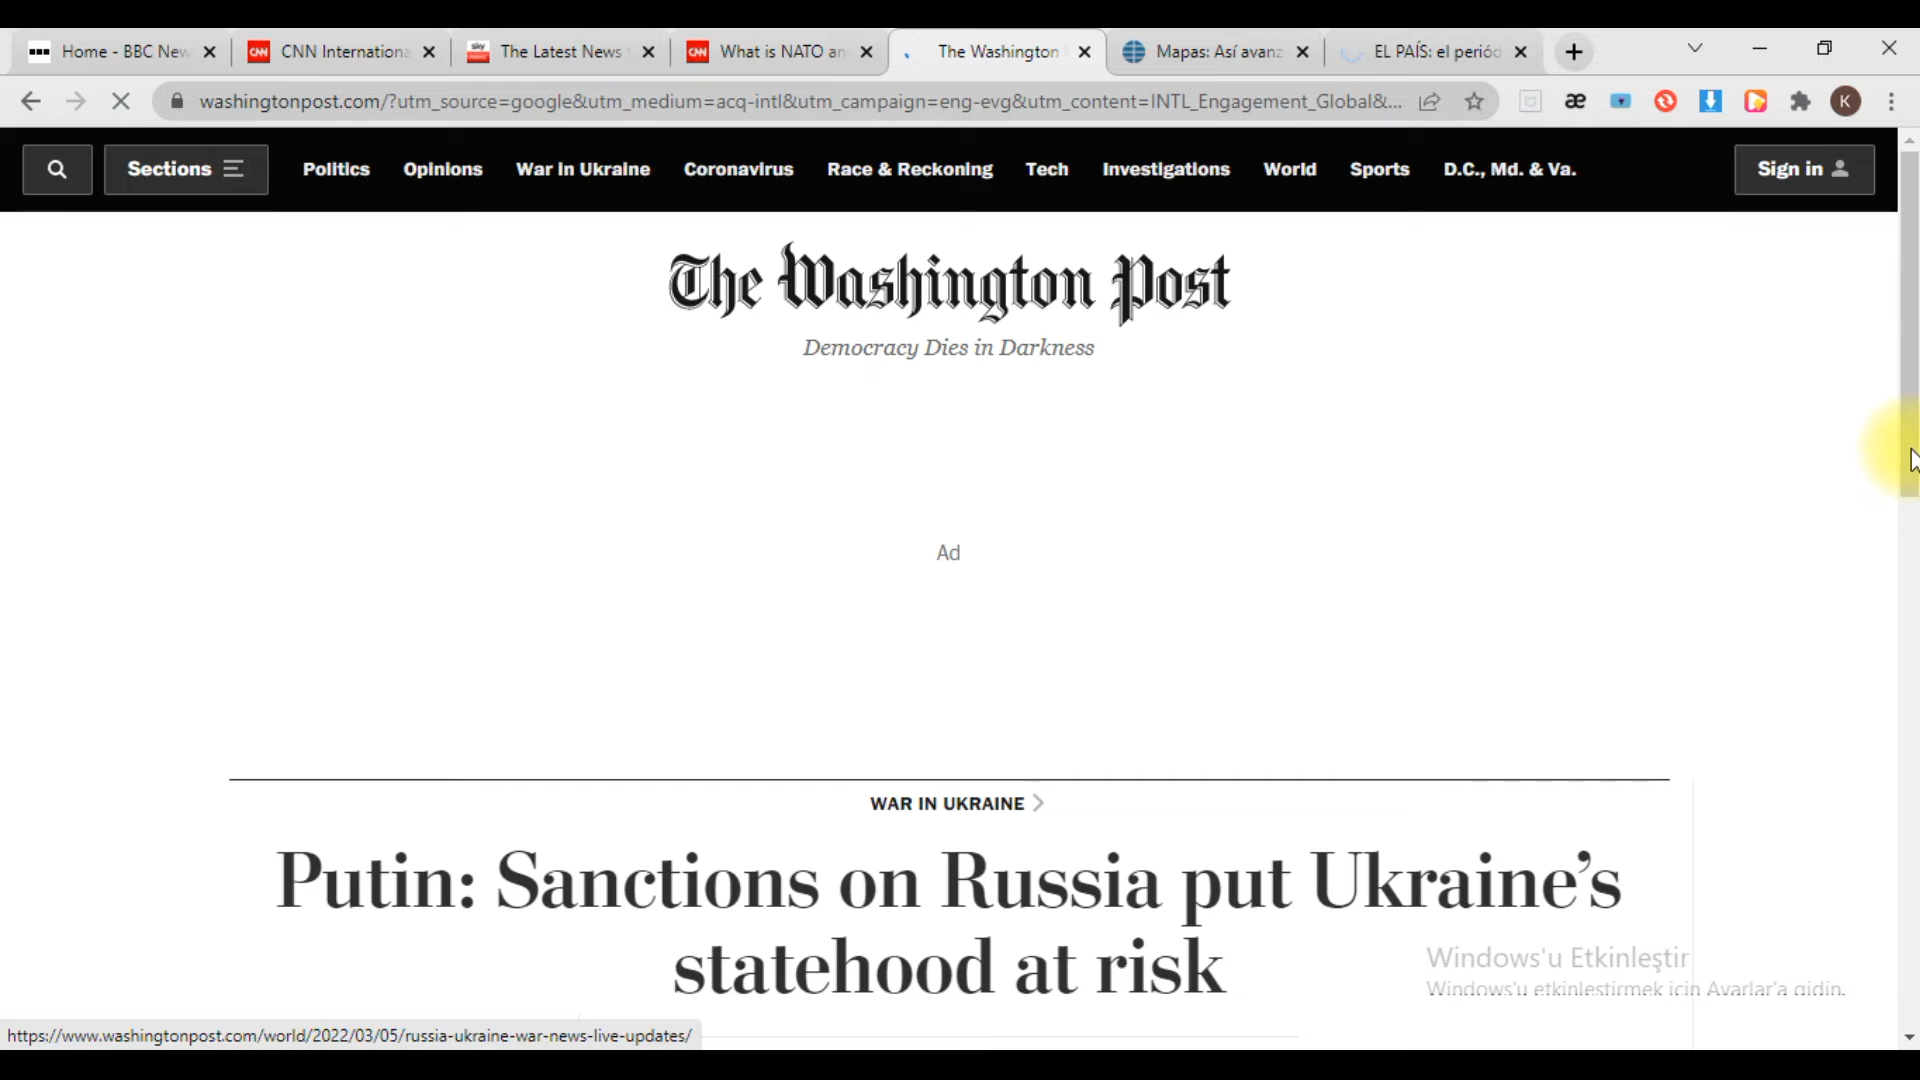 Home - BBC New
CNN Internationa
The Latest News
What is NATO an
The Washington
Mapas: Así avanz
EL PAÍS: el periód
washingtonpost.com/?utm_source=google&utm_medium=acq-intl&utm_campaign=eng-evg&utm_content=INTL_Engagement_Global&...
æ
K
Sections
Politics
Opinions
War in Ukraine
Coronavirus
Race & Reckoning
Tech
Investigations
World
Sports
D.C., Md. & Va.
Sign in
The Washington Post
Democracy Dies in Darkness
Ad
WAR IN UKRAINE
Putin: Sanctions on Russia put Ukraine’s
statehood at risk
Windows'u Etkinleştir
Windows'u etkinleştirmek için Ayarlar'a gidin.
https://www.washingtonpost.com/world/2022/03/05/russia-ukraine-war-news-live-updates/